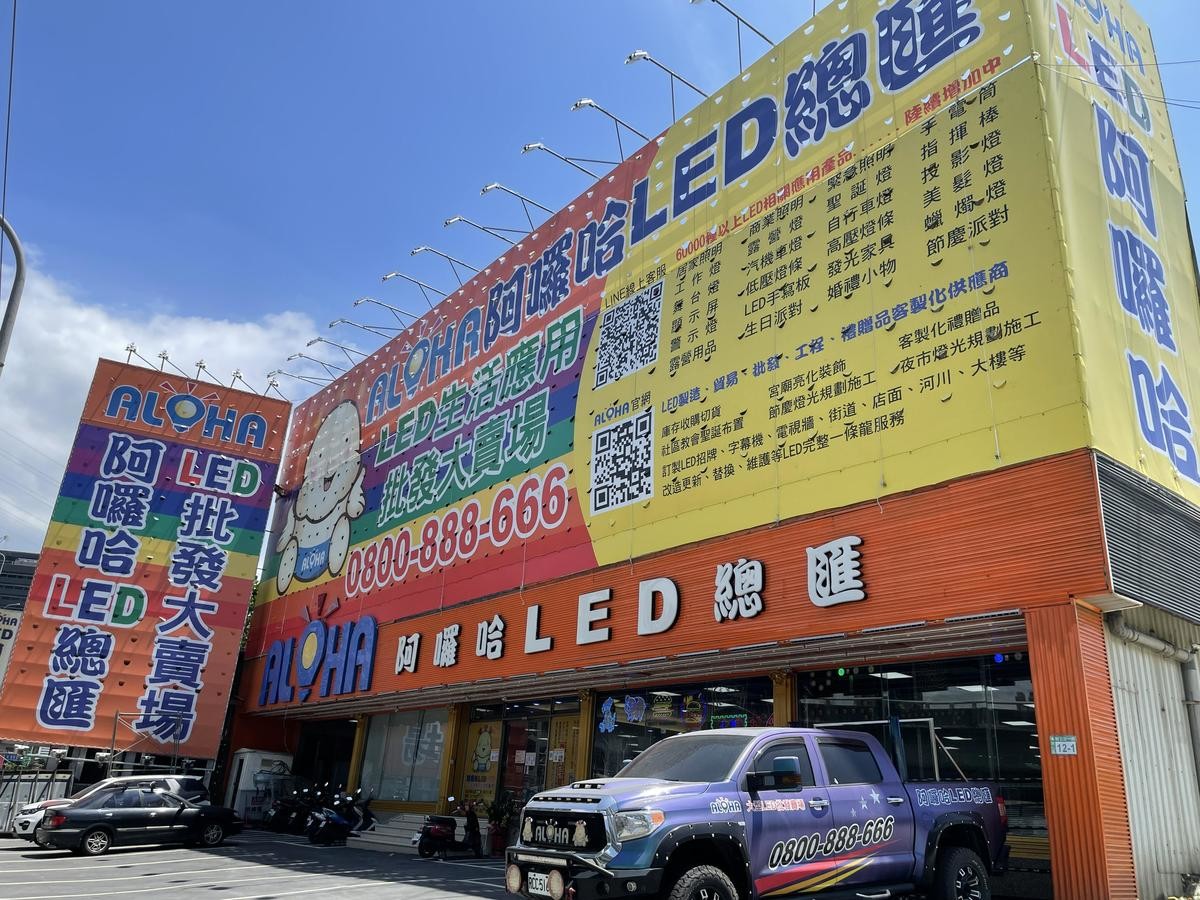 ALOHA
LED批發大賣場
阿囉哈
LED總匯
ALOHA阿囉哈LED總匯
LED生活應用
批發大賣場
0800-888-666
ALOHA
陸續增加中
60000種以上LED相關應用產品
LINE線上客服
居家照明
工作燈
舞台燈
警示燈
露營用品
商業照明
露營燈
汽機車燈
低壓燈條
LED手寫板
生日派對
緊急照明
聖誕燈
自行車燈
高壓燈條
發光家具
婚禮小物
手電筒
指揮棒
投影燈
美髮燈
蠟燭燈
節慶派對
ALOHA官網
LED製造、貿易、批發、工程、禮贈品客製化供應商
庫存收購切貨
宮廟亮化裝飾
客製化禮贈品
社區教會聖誕布置
節慶燈光規劃施工
夜市燈光規劃施工
訂製LED招牌、字幕機、電視牆、街道、店面、河川、大樓等
改造更新、替換、維護等LED完整一條龍服務
LED
阿囉哈
ALOHA
阿囉哈LED總匯
12-1
ALOHA
ALOHA
0800-888-666
阿囉哈LED總匯